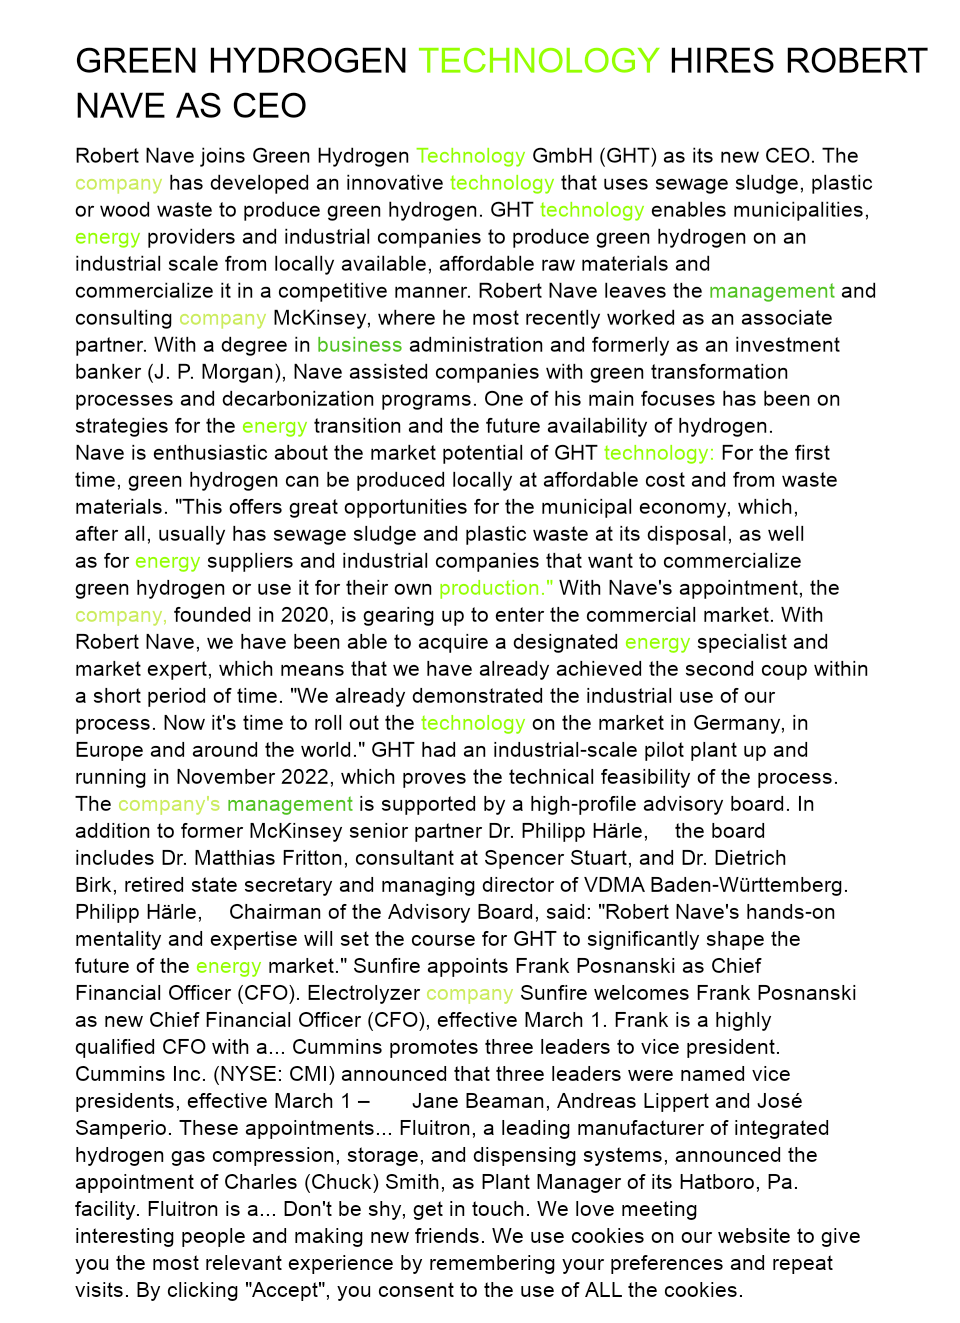 GREEN HYDROGEN TECHNOLOGY HIRES ROBERT
NAVE AS CEO
Robert Nave joins Green Hydrogen Technology GmbH (GHT) as its new CEO. The
company has developed an innovative technology that uses sewage sludge, plastic
or wood waste to produce green hydrogen. GHT technology enables municipalities,
energy providers and industrial companies to produce green hydrogen on an
industrial scale from locally available, affordable raw materials and
commercialize it in a competitive manner. Robert Nave leaves the management and
consulting company McKinsey, where he most recently worked as an associate
partner. With a degree in business administration and formerly as an investment
banker (J. P. Morgan), Nave assisted companies with green transformation
processes and decarbonization programs. One of his main focuses has been on
strategies for the energy transition and the future availability of hydrogen.
Nave is enthusiastic about the market potential of GHT technology: For the first
time, green hydrogen can be produced locally at affordable cost and from waste
materials. "This offers great opportunities for the municipal economy, which,
after all, usually has sewage sludge and plastic waste at its disposal, as well
as for energy suppliers and industrial companies that want to commercialize
green hydrogen or use it for their own production." With Nave's appointment, the
company, founded in 2020, is gearing up to enter the commercial market. With
Robert Nave, we have been able to acquire a designated energy specialist and
market expert, which means that we have already achieved the second coup within
a short period of time. "We already demonstrated the industrial use of our
process. Now it's time to roll out the technology on the market in Germany, in
Europe and around the world." GHT had an industrial-scale pilot plant up and
running in November 2022, which proves the technical feasibility of the process.
The company's management is supported by a high-profile advisory board. In
addition to former McKinsey senior partner Dr. Philipp Härle, the board
includes Dr. Matthias Fritton, consultant at Spencer Stuart, and Dr. Dietrich
Birk, retired state secretary and managing director of VDMA Baden-Württemberg.
Philipp Härle, Chairman of the Advisory Board, said: "Robert Nave's hands-on
mentality and expertise will set the course for GHT to significantly shape the
future of the energy market." Sunfire appoints Frank Posnanski as Chief
Financial Officer (CFO). Electrolyzer company Sunfire welcomes Frank Posnanski
as new Chief Financial Officer (CFO), effective March 1. Frank is a highly
qualified CFO with a... Cummins promotes three leaders to vice president.
Cummins Inc. (NYSE: CMI) announced that three leaders were named vice
presidents, effective March 1 – Jane Beaman, Andreas Lippert and José
Samperio. These appointments... Fluitron, a leading manufacturer of integrated
hydrogen gas compression, storage, and dispensing systems, announced the
appointment of Charles (Chuck) Smith, as Plant Manager of its Hatboro, Pa.
facility. Fluitron is a... Don't be shy, get in touch. We love meeting
interesting people and making new friends. We use cookies on our website to give
you the most relevant experience by remembering your preferences and repeat
visits. By clicking "Accept", you consent to the use of ALL the cookies.